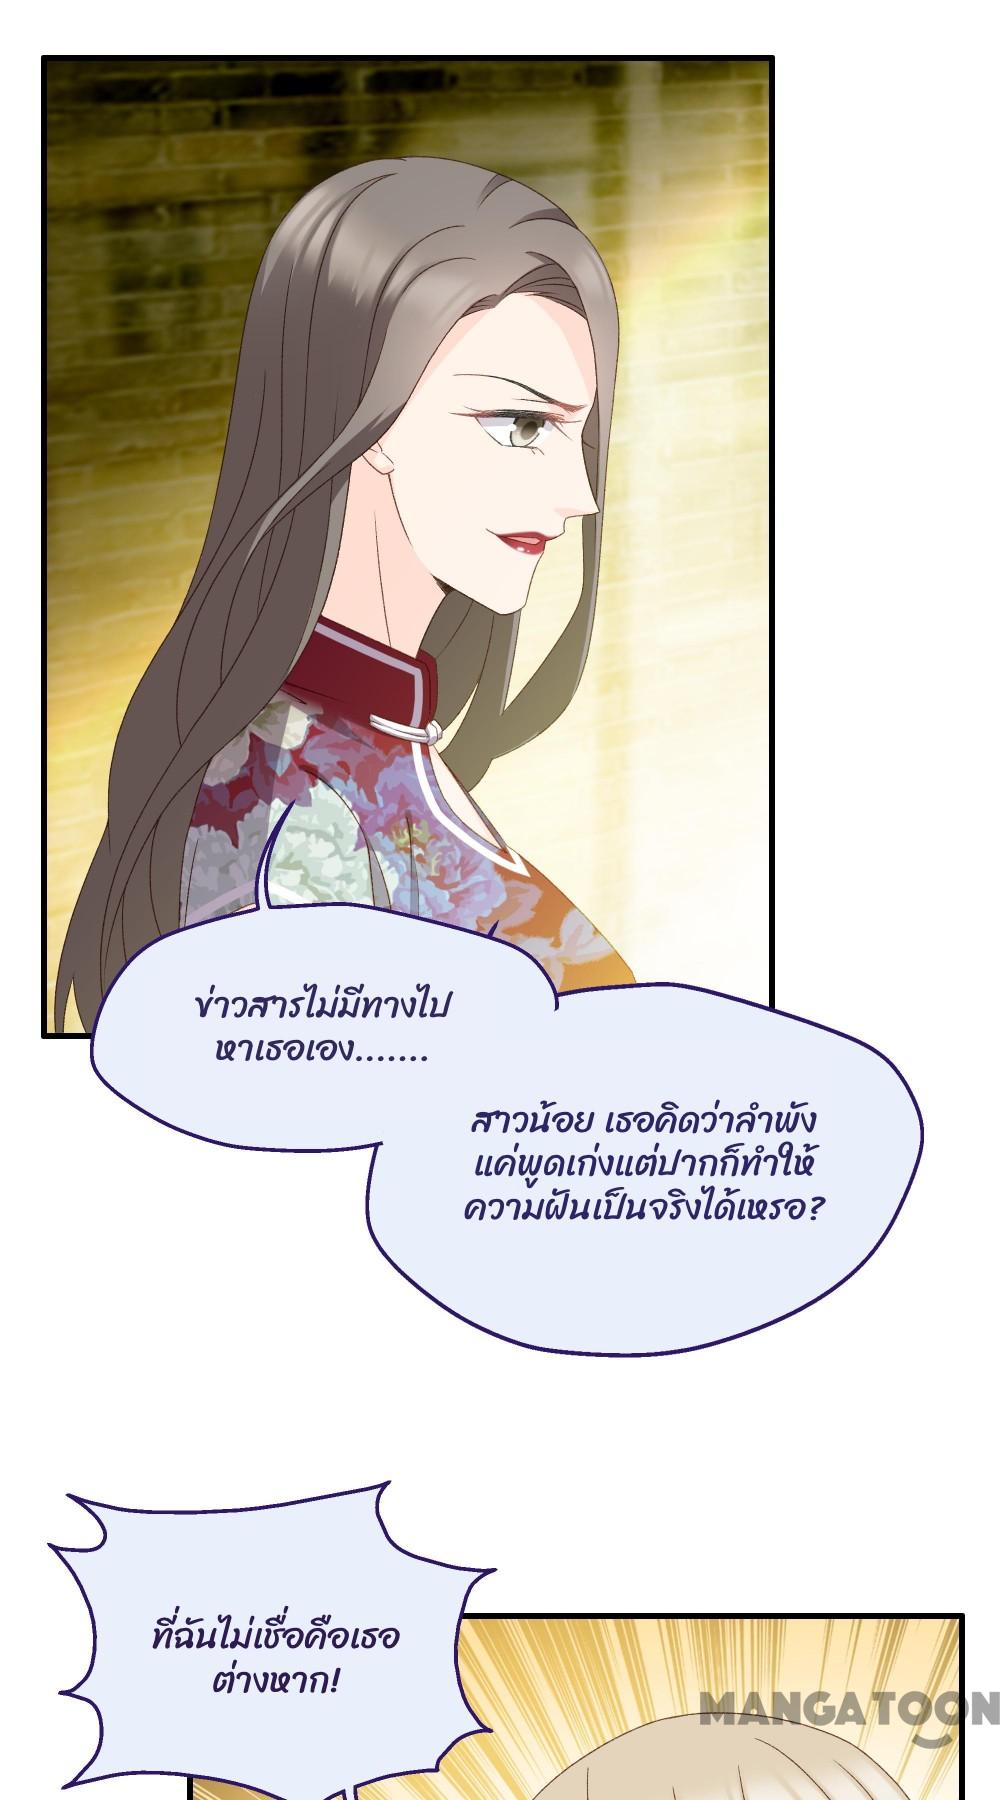 ข่าวสารไม่มีทางไป
หาเธอเอง.......
สาวน้อย เธอคิดว่าลำพัง
แค่พูดเก่งแต่ปากก็ทำให้
ความฝันเป็นจริงได้เหรอ?
ที่ฉันไม่เชื่อคือเธอ
ต่างหาก!
MANGATOON